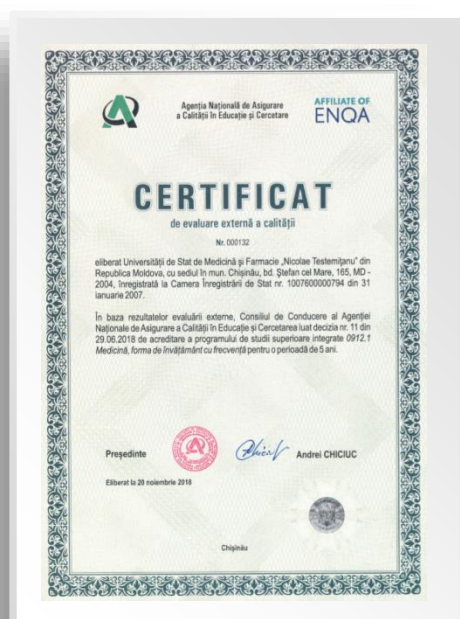 Agenția Națională de Asigurare
a Calității în Educație și Cercetare
AFFILIATE OF
ENQA
CERTIFICAT
de evaluare externă a calității
Nr. 000132
eliberat Universității de Stat de Medicină și Farmacie „Nicolae Testemițanu” din
Republica Moldova, cu sediul în mun. Chișinău, bd. Ștefan cel Mare, 165, MD -
2004, înregistrată la Camera Înregistrării de Stat nr. 1007600000794 din 31
ianuarie 2007.
În baza rezultatelor evaluării externe, Consiliul de Conducere al Agenției
Naționale de Asigurare a Calității în Educație și Cercetarea luat decizia nr. 11 din
29.06.2018 de acreditare a programului de studii superioare integrate 0912.1
Medicină, forma de învățământ cu frecvență pentru o perioadă de 5 ani.
Președinte
Andrei CHICIUC
Eliberat la 28 noiembrie 2018
Chișinău